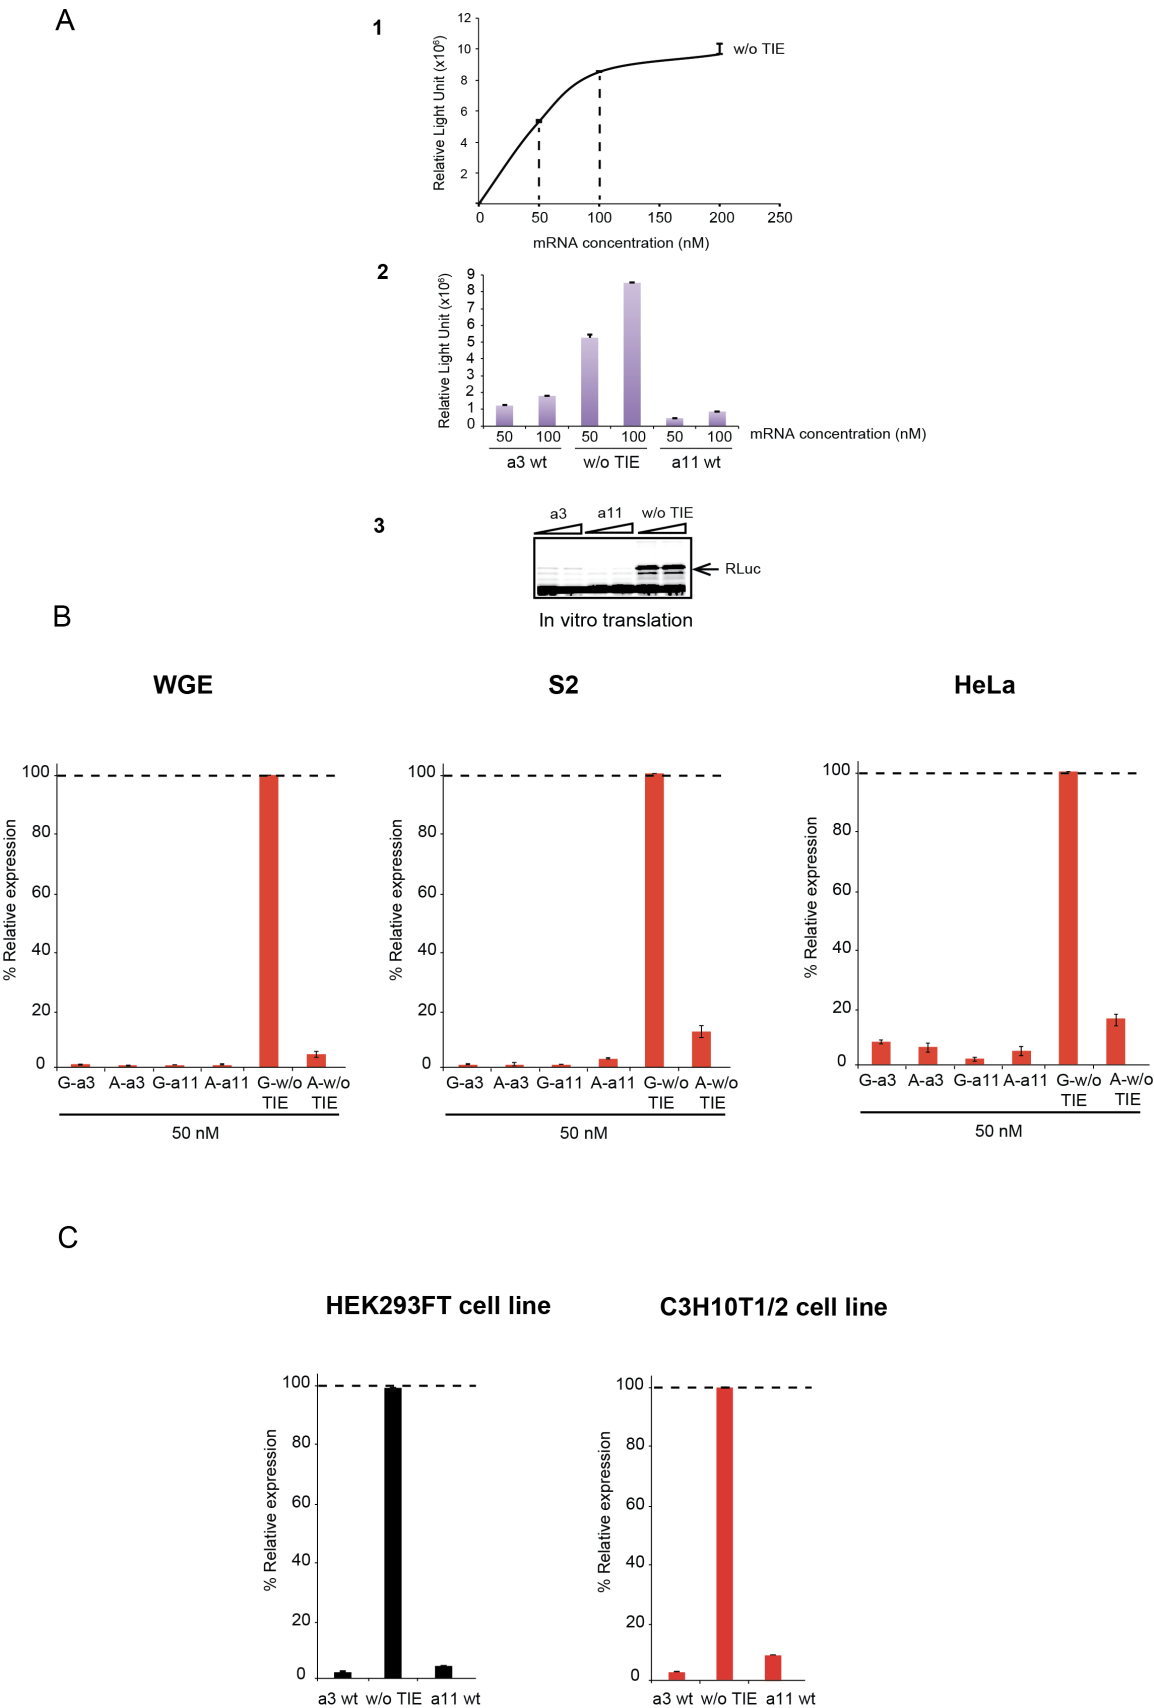 A
1
12
10
8
6
4
2
Relative Light Unit (x10⁶)
w/o TIE
0 50 100 150 200 250
mRNA concentration (nM)
2
9
8
7
6
5
4
3
2
1
0
Relative Light Unit (x10⁶)
50 100 50 100 50 100 mRNA concentration (nM)
a3 wt w/o TIE a11 wt
3
a3 a11 w/o TIE
RLuc
In vitro translation
B
WGE
100
80
60
40
20
0
% Relative expression
G-a3 A-a3 G-a11 A-a11 G-w/o A-w/o
TIE TIE
50 nM
S2
100
80
60
40
20
0
% Relative expression
G-a3 A-a3 G-a11 A-a11 G-w/o A-w/o
TIE TIE
50 nM
HeLa
100
80
60
40
20
0
% Relative expression
G-a3 A-a3 G-a11 A-a11 G-w/o A-w/o
TIE TIE
50 nM
C
HEK293FT cell line
100
80
60
40
20
0
% Relative expression
a3 wt w/o TIE a11 wt
C3H10T1/2 cell line
100
80
60
40
20
0
% Relative expression
a3 wt w/o TIE a11 wt